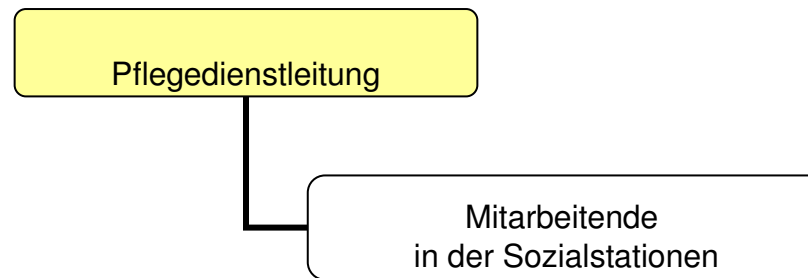 Pflegedienstleitung
Mitarbeitende
in der Sozialstationen